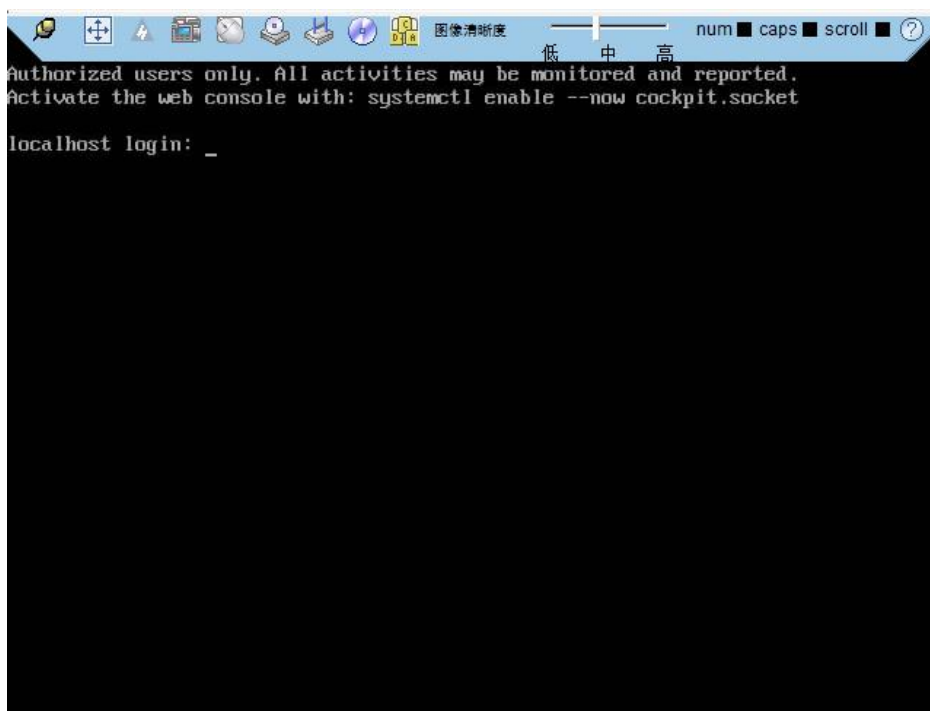 图像清晰度
低 中 高
num caps scroll ?
Authorized users only. All activities may be monitored and reported.
Activate the web console with: systemctl enable --now cockpit.socket
localhost login: _